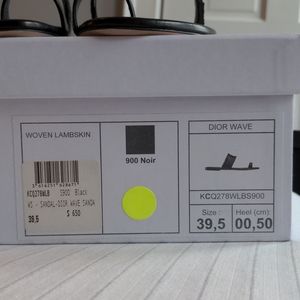 WOVEN LAMBSKIN
900 Noir
DIOR WAVE
KCQ278WLBS900
KCQ278WLB S900 Black
WS - SANDAL-DIOR WAVE SANDA
39,5 $ 650
Size :
39,5
Heel (cm):
00,50